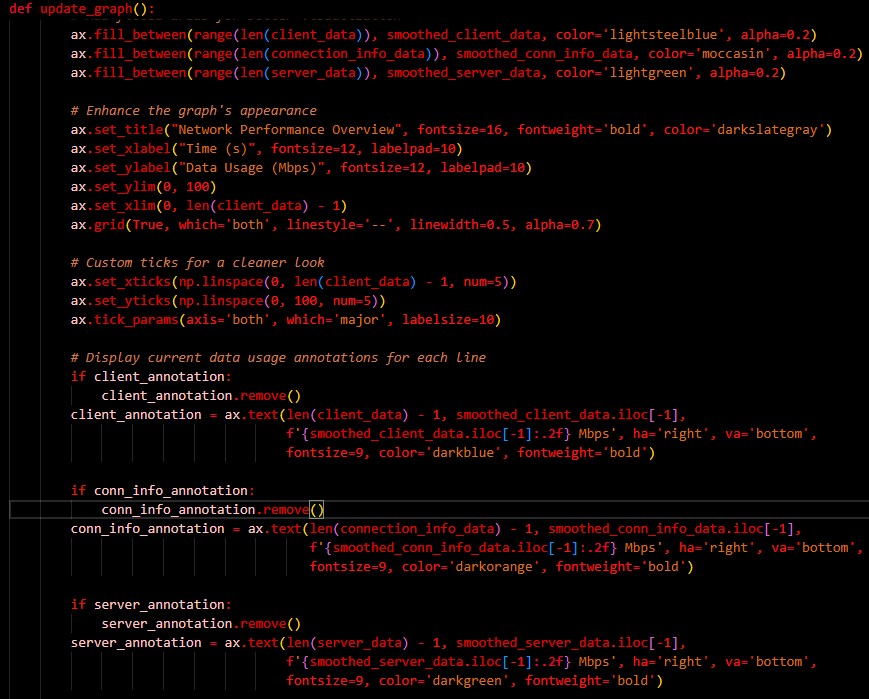 def update_graph():
ax.fill_between(range(len(client_data)), smoothed_client_data, color='lightsteelblue', alpha=0.2)
ax.fill_between(range(len(connection_info_data)), smoothed_conn_info_data, color='moccasin', alpha=0.2)
ax.fill_between(range(len(server_data)), smoothed_server_data, color='lightgreen', alpha=0.2)
# Enhance the graph's appearance
ax.set_title("Network Performance Overview", fontsize=16, fontweight='bold', color='darkslategray')
ax.set_xlabel("Time (s)", fontsize=12, labelpad=10)
ax.set_ylabel("Data Usage (Mbps)", fontsize=12, labelpad=10)
ax.set_ylim(0, 100)
ax.set_xlim(0, len(client_data) - 1)
ax.grid(True, which='both', linestyle='--', linewidth=0.5, alpha=0.7)
# Custom ticks for a cleaner look
ax.set_xticks(np.linspace(0, len(client_data) - 1, num=5))
ax.set_yticks(np.linspace(0, 100, num=5))
ax.tick_params(axis='both', which='major', labelsize=10)
# Display current data usage annotations for each line
if client_annotation:
client_annotation.remove()
client_annotation = ax.text(len(client_data) - 1, smoothed_client_data.iloc[-1],
f'{smoothed_client_data.iloc[-1]:.2f} Mbps', ha='right', va='bottom',
fontsize=9, color='darkblue', fontweight='bold')
if conn_info_annotation:
conn_info_annotation.remove()
conn_info_annotation = ax.text(len(connection_info_data) - 1, smoothed_conn_info_data.iloc[-1],
f'{smoothed_conn_info_data.iloc[-1]:.2f} Mbps', ha='right', va='bottom',
fontsize=9, color='darkorange', fontweight='bold')
if server_annotation:
server_annotation.remove()
server_annotation = ax.text(len(server_data) - 1, smoothed_server_data.iloc[-1],
f'{smoothed_server_data.iloc[-1]:.2f} Mbps', ha='right', va='bottom',
fontsize=9, color='darkgreen', fontweight='bold')